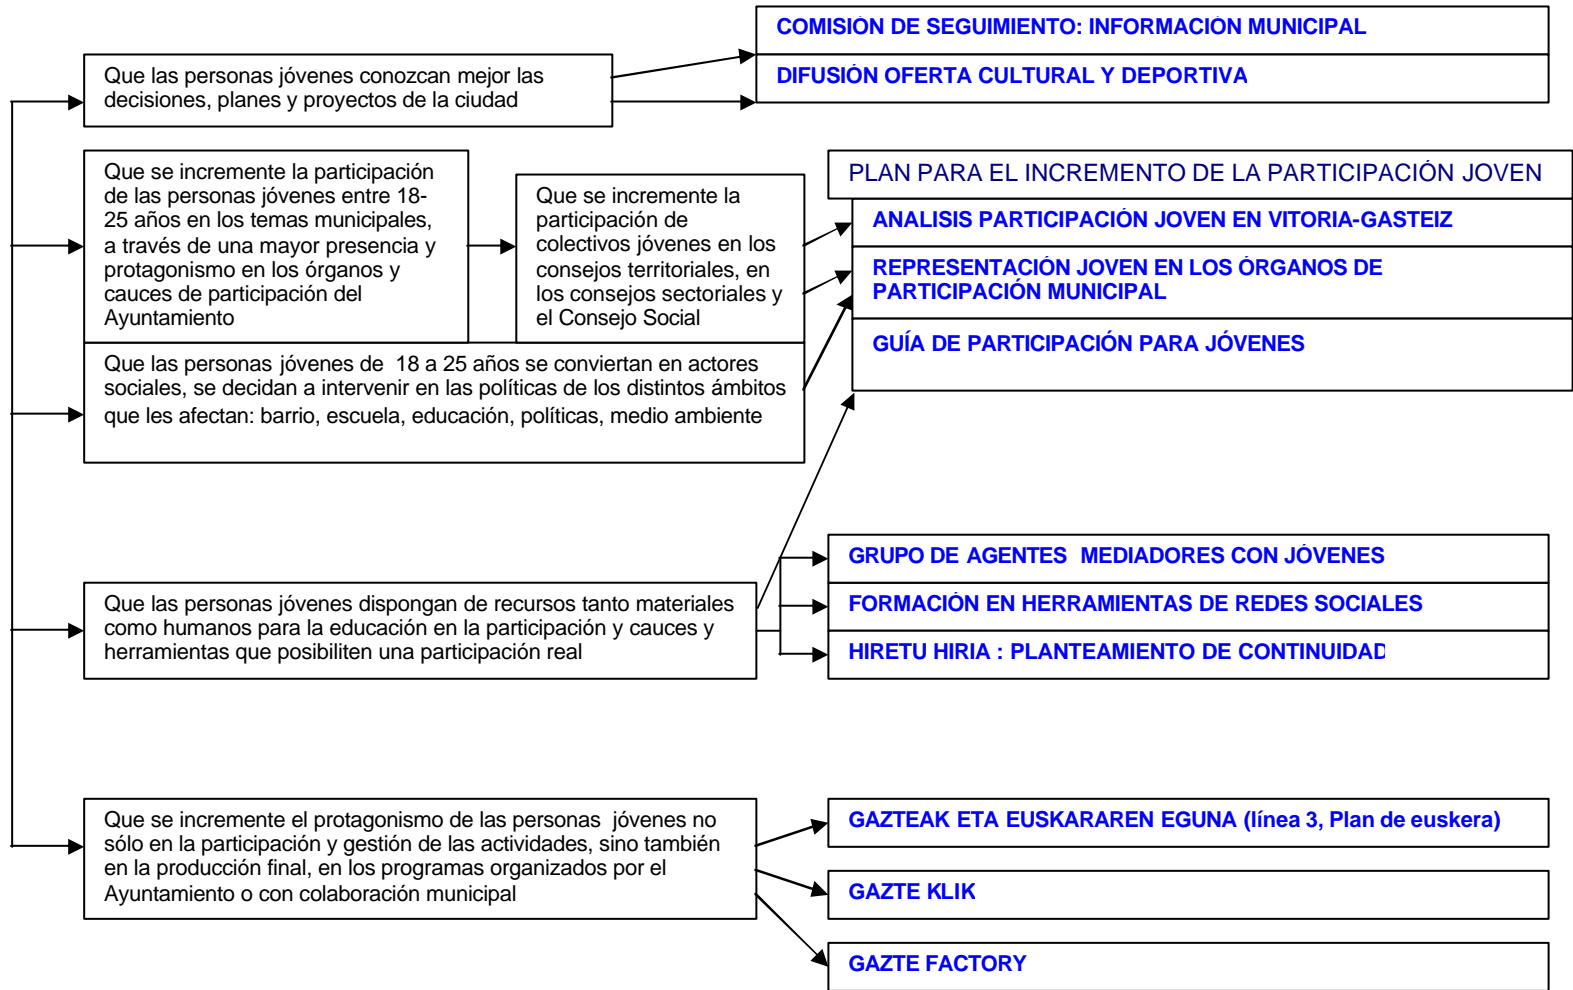 COMISIÓN DE SEGUIMIENTO: INFORMACIÓN MUNICIPAL
DIFUSIÓN OFERTA CULTURAL Y DEPORTIVA
Que las personas jóvenes conozcan mejor las
decisiones, planes y proyectos de la ciudad
Que se incremente la participación
de las personas jóvenes entre 18-
25 años en los temas municipales,
a través de una mayor presencia y
protagonismo en los órganos y
cauces de participación del
Ayuntamiento
Que se incremente la
participación de
colectivos jóvenes en los
consejos territoriales, en
los consejos sectoriales y
el Consejo Social
PLAN PARA EL INCREMENTO DE LA PARTICIPACIÓN JOVEN
ANALISIS PARTICIPACIÓN JOVEN EN VITORIA-GASTEIZ
REPRESENTACIÓN JOVEN EN LOS ÓRGANOS DE
PARTICIPACIÓN MUNICIPAL
GUÍA DE PARTICIPACIÓN PARA JÓVENES
Que las personas jóvenes de 18 a 25 años se conviertan en actores
sociales, se decidan a intervenir en las políticas de los distintos ámbitos
que les afectan: barrio, escuela, educación, políticas, medio ambiente
Que las personas jóvenes dispongan de recursos tanto materiales
como humanos para la educación en la participación y cauces y
herramientas que posibiliten una participación real
GRUPO DE AGENTES MEDIADORES CON JÓVENES
FORMACIÓN EN HERRAMIENTAS DE REDES SOCIALES
HIRETU HIRIA : PLANTEAMIENTO DE CONTINUIDAD
Que se incremente el protagonismo de las personas jóvenes no
sólo en la participación y gestión de las actividades, sino también
en la producción final, en los programas organizados por el
Ayuntamiento o con colaboración municipal
GAZTEAK ETA EUSKARAREN EGUNA (línea 3, Plan de euskera)
GAZTE KLIK
GAZTE FACTORY